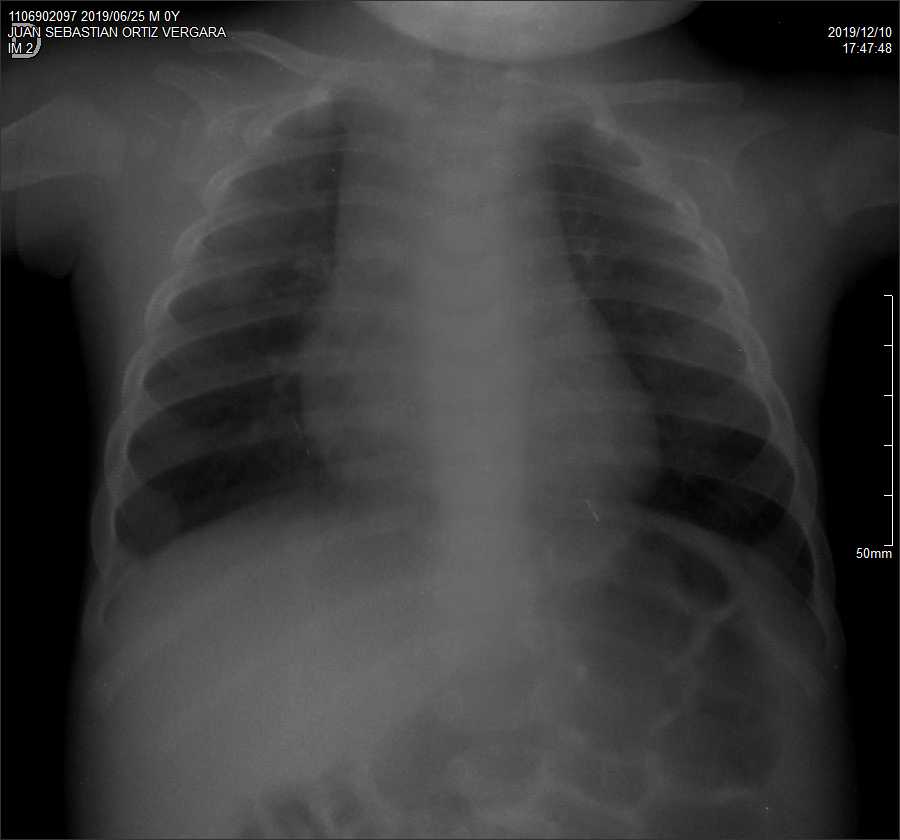 1106902097 2019/06/25 M 0Y
JUAN SEBASTIAN ORTIZ VERGARA
IM 2
D
2019/12/10
17:47:48
50mm